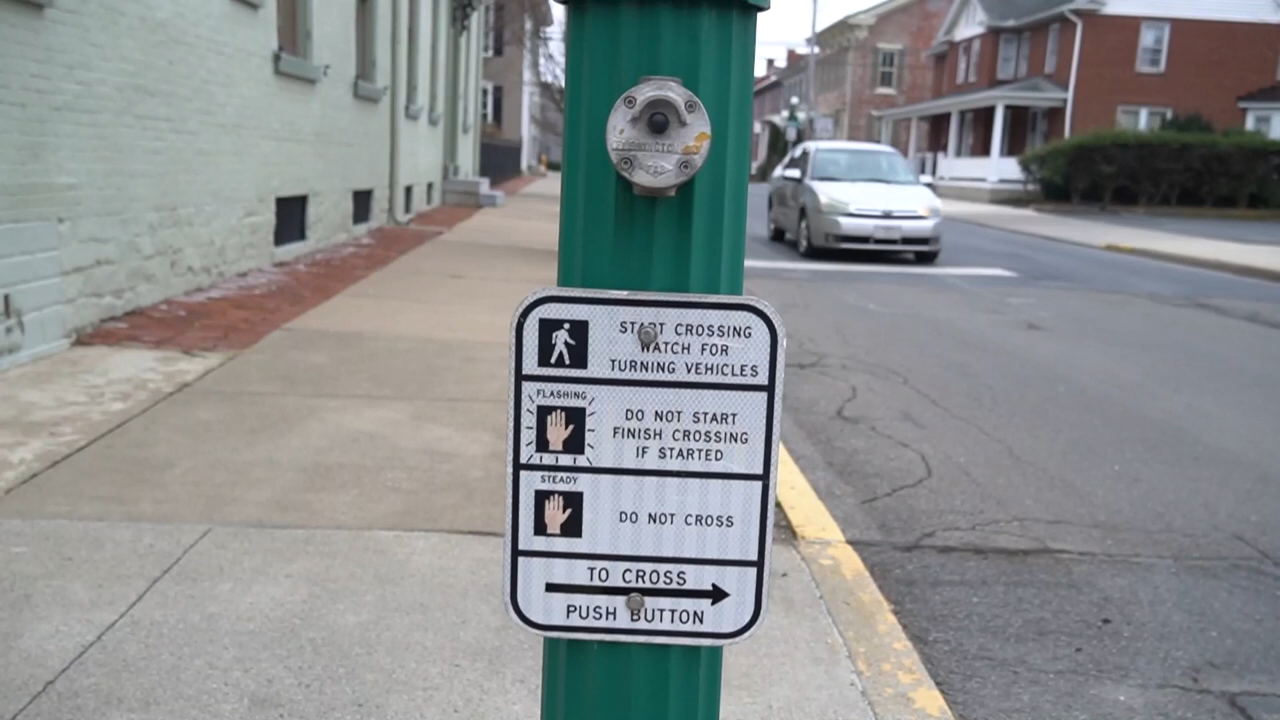 START CROSSING
WATCH FOR
TURNING VEHICLES
FLASHING
DO NOT START
FINISH CROSSING
IF STARTED
STEADY
DO NOT CROSS
TO CROSS
PUSH BUTTON